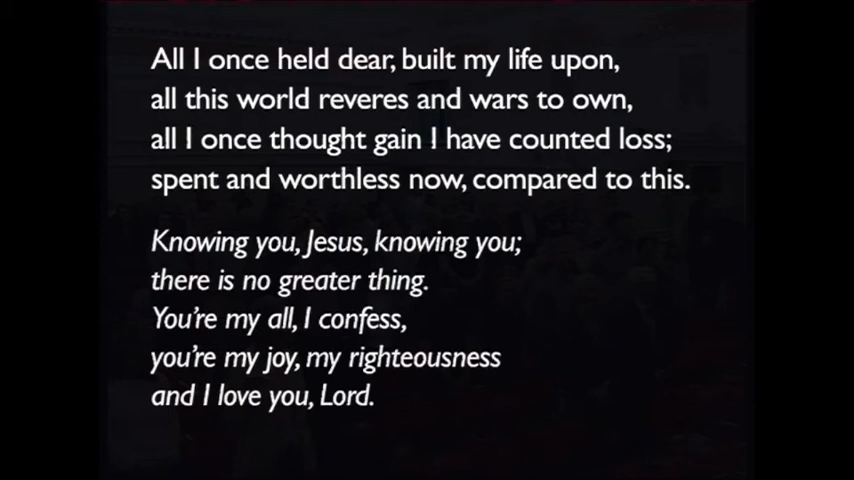 All I once held dear, built my life upon,
all this world reveres and wars to own,
all I once thought gain I have counted loss;
spent and worthless now, compared to this.
Knowing you, Jesus, knowing you;
there is no greater thing.
You're my all, I confess,
you're my joy, my righteousness
and I love you, Lord.